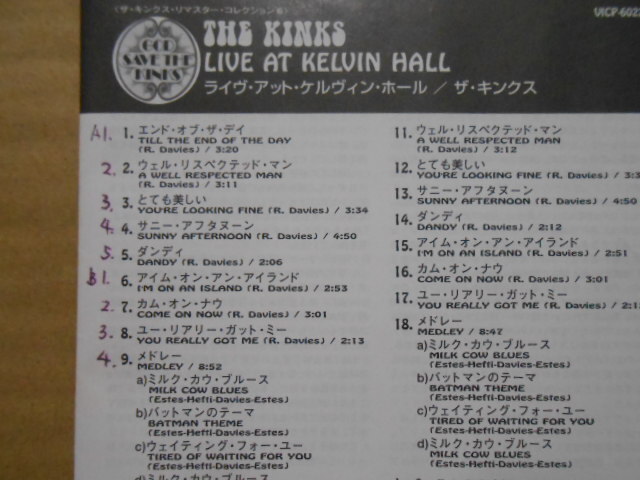 (ザ・キンクス・リマスター・コレクション⑥)
VICP-602
GOD
SAVE THE
KINKS
THE KINKS
LIVE AT KELVIN HALL
ライヴ・アット・ケルヴィン・ホール / ザ・キンクス
A1. 1. エンド・オブ・ザ・デイ
TILL THE END OF THE DAY
(R. Davies) / 3:20
2. 2. ウェル・リスペクテッド・マン
A WELL RESPECTED MAN
(R. Davies) / 3:11
3. 3. とても美しい
YOU'RE LOOKING FINE (R. Davies) / 3:34
4. 4. サニー・アフタヌーン
SUNNY AFTERNOON (R. Davies) / 4:50
5. 5. ダンディ
DANDY (R. Davies) / 2:06
B1. 6. アイム・オン・アン・アイランド
I'M ON AN ISLAND (R. Davies) / 2:53
2. 7. カム・オン・ナウ
COME ON NOW (R. Davies) / 3:01
3. 8. ユー・リアリー・ガット・ミー
YOU REALLY GOT ME (R. Davies) / 2:13
4. 9. メドレー
MEDLEY / 8:52
a)ミルク・カウ・ブルース
MILK COW BLUES
(Estes-Hefti-Davies-Estes)
b)バットマンのテーマ
BATMAN THEME
(Estes-Hefti-Davies-Estes)
c)ウェイティング・フォー・ユー
TIRED OF WAITING FOR YOU
(Estes-Hefti-Davies-Estes)
d)ミルク・カウ・ブルース
11. ウェル・リスペクテッド・マン
A WELL RESPECTED MAN
(R. Davies) / 3:12
12. とても美しい
YOU'RE LOOKING FINE (R. Davies) / 3:3
13. サニー・アフタヌーン
SUNNY AFTERNOON (R. Davies) / 4:50
14. ダンディ
DANDY (R. Davies) / 2:12
15. アイム・オン・アン・アイランド
I'M ON AN ISLAND (R. Davies) / 2:51
16. カム・オン・ナウ
COME ON NOW (R. Davies) / 3:01
17. ユー・リアリー・ガット・ミー
YOU REALLY GOT ME (R. Davies) / 2:1
18. メドレー
MEDLEY / 8:47
a)ミルク・カウ・ブルース
MILK COW BLUES
(Estes-Hefti-Davies-Estes)
b)バットマンのテーマ
BATMAN THEME
(Estes-Hefti-Davies-Estes)
c)ウェイティング・フォー・ユー
TIRED OF WAITING FOR YOU
(Estes-Hefti-Davies-Estes)
d)ミルク・カウ・ブルース
MILK COW BLUES
(Estes-Hefti-Davies-Estes)